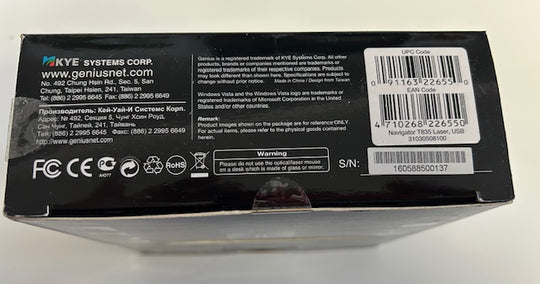 KYE SYSTEMS CORP.
www.geniusnet.com
No. 492 Chung Hsin Rd., Sec. 5, San
Chung, Taipei Hsien, 241, Taiwan
Tel: (886) 2 2995 6645 Fax: (886) 2 2995 6649
Производитель: Кей-Уай-И Системс Корп.
Адрес: № 492, Секция 5, Чунг Хсин Роуд,
Сан Чунг, Тайпей, 241, Тайвань
Тел: (886) 2 2995 6645 Факс: (886) 2 2995 6649
http://www.geniusnet.com
FC CE
RoHS
Genius is a registered trademark of KYE Systems Corp. All other
products, brands or companies mentioned are trademarks or
registered trademarks of their respective companies. Products
may look different than shown here. Specifications are subject to
change without prior notice. Made in China / Design from Taiwan
Windows Vista and the Windows Vista logo are trademarks or
registered trademarks of Microsoft Corporation in the United
States and/or other countries.
Remark:
Product images shown on the package are for reference ONLY.
For actual items, please refer to the physical goods contained
herein.
Warning
Please do not use the optical/laser mouse
on a desk which is made of glass or mirror.
UPC Code
0 91163 22655 0
EAN Code
4 710268 226550
Navigator T835 Laser, USB
31030508100
S/N:
160588500137